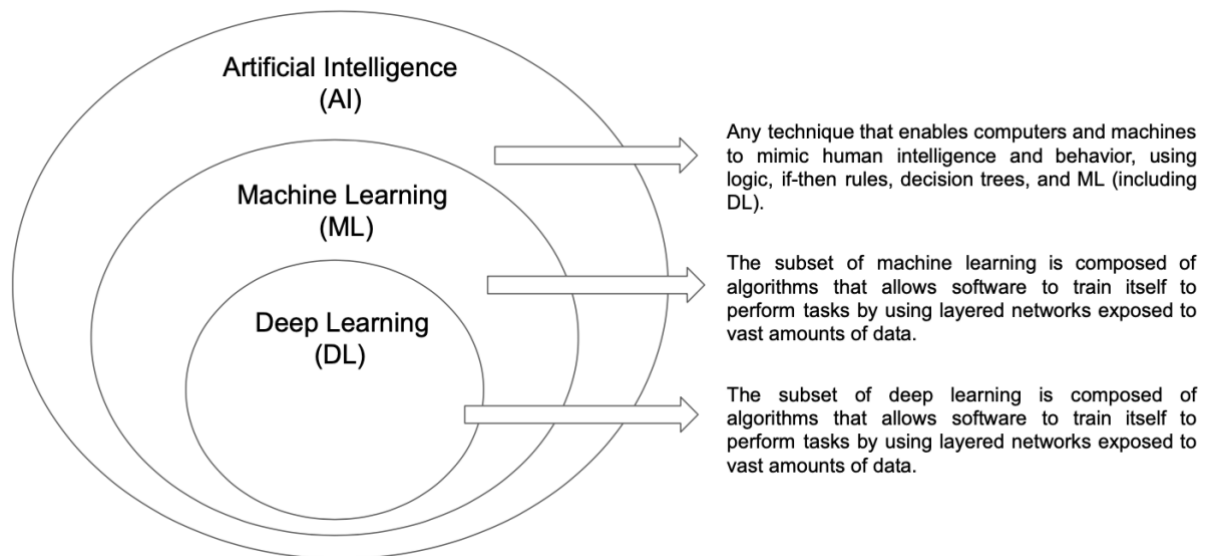 Artificial Intelligence
(AI)
Machine Learning
(ML)
Deep Learning
(DL)
Any technique that enables computers and machines
to mimic human intelligence and behavior, using
logic, if-then rules, decision trees, and ML (including
DL).
The subset of machine learning is composed of
algorithms that allows software to train itself to
perform tasks by using layered networks exposed to
vast amounts of data.
The subset of deep learning is composed of
algorithms that allows software to train itself to
perform tasks by using layered networks exposed to
vast amounts of data.